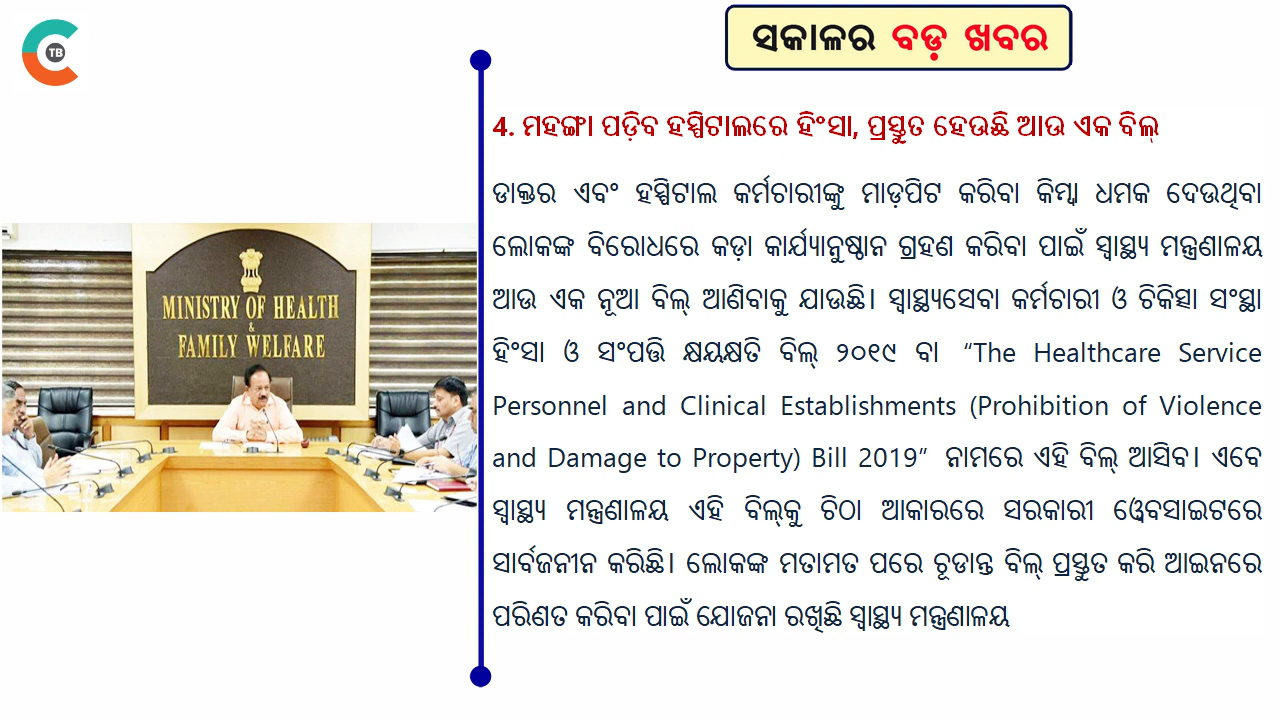 TB
ସକାଳର ବଡ଼ ଖବର
4. ମହଙ୍ଗା ପଡ଼ିବ ହସ୍ପିଟାଲରେ ହିଂସା, ପ୍ରସ୍ତୁତ ହେଉଛି ଆଉ ଏକ ବିଲ୍
ଡାକ୍ତର ଏବଂ ହସ୍ପିଟାଲ କର୍ମଚାରୀଙ୍କୁ ମାଡ଼ପିଟ କରିବା କିମ୍ବା ଧମକ ଦେଉଥିବା
ଲୋକଙ୍କ ବିରୋଧରେ କଡ଼ା କାର୍ଯ୍ୟାନୁଷ୍ଠାନ ଗ୍ରହଣ କରିବା ପାଇଁ ସ୍ୱାସ୍ଥ୍ୟ ମନ୍ତ୍ରଣାଳୟ
ଆଉ ଏକ ନୂଆ ବିଲ୍ ଆଣିବାକୁ ଯାଉଛି। ସ୍ୱାସ୍ଥ୍ୟସେବା କର୍ମଚାରୀ ଓ ଚିକିତ୍ସା ସଂସ୍ଥା
ହିଂସା ଓ ସଂପତ୍ତି କ୍ଷୟକ୍ଷତି ବିଲ୍ ୨୦୧୯ ବା “The Healthcare Service
Personnel and Clinical Establishments (Prohibition of Violence
and Damage to Property) Bill 2019” ନାମରେ ଏହି ବିଲ୍ ଆସିବ। ଏବେ
ସ୍ୱାସ୍ଥ୍ୟ ମନ୍ତ୍ରଣାଳୟ ଏହି ବିଲ୍‌କୁ ଚିଠା ଆକାରରେ ସରକାରୀ ୱେବସାଇଟରେ
ସାର୍ବଜନୀନ କରିଛି। ଲୋକଙ୍କ ମତାମତ ପରେ ଚୂଡାନ୍ତ ବିଲ୍ ପ୍ରସ୍ତୁତ କରି ଆଇନରେ
ପରିଣତ କରିବା ପାଇଁ ଯୋଜନା ରଖିଛି ସ୍ୱାସ୍ଥ୍ୟ ମନ୍ତ୍ରଣାଳୟ
MINISTRY OF HEALTH
&
FAMILY WELFARE